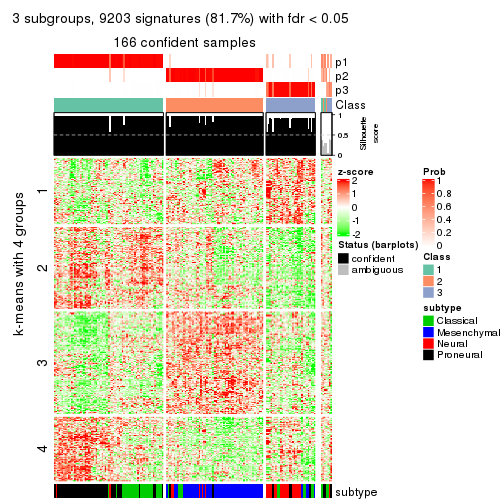 3 subgroups, 9203 signatures (81.7%) with fdr < 0.05
166 confident samples
p1
p2
p3
Class
1
0.5
0
Silhouette
score
k-means with 4 groups
1
2
3
4
z-score
2
1
0
-1
-2
Status (barplots)
confident
ambiguous
Prob
1
0.8
0.6
0.4
0.2
0
Class
1
2
3
subtype
Classical
Mesenchymal
Neural
Proneural
subtype